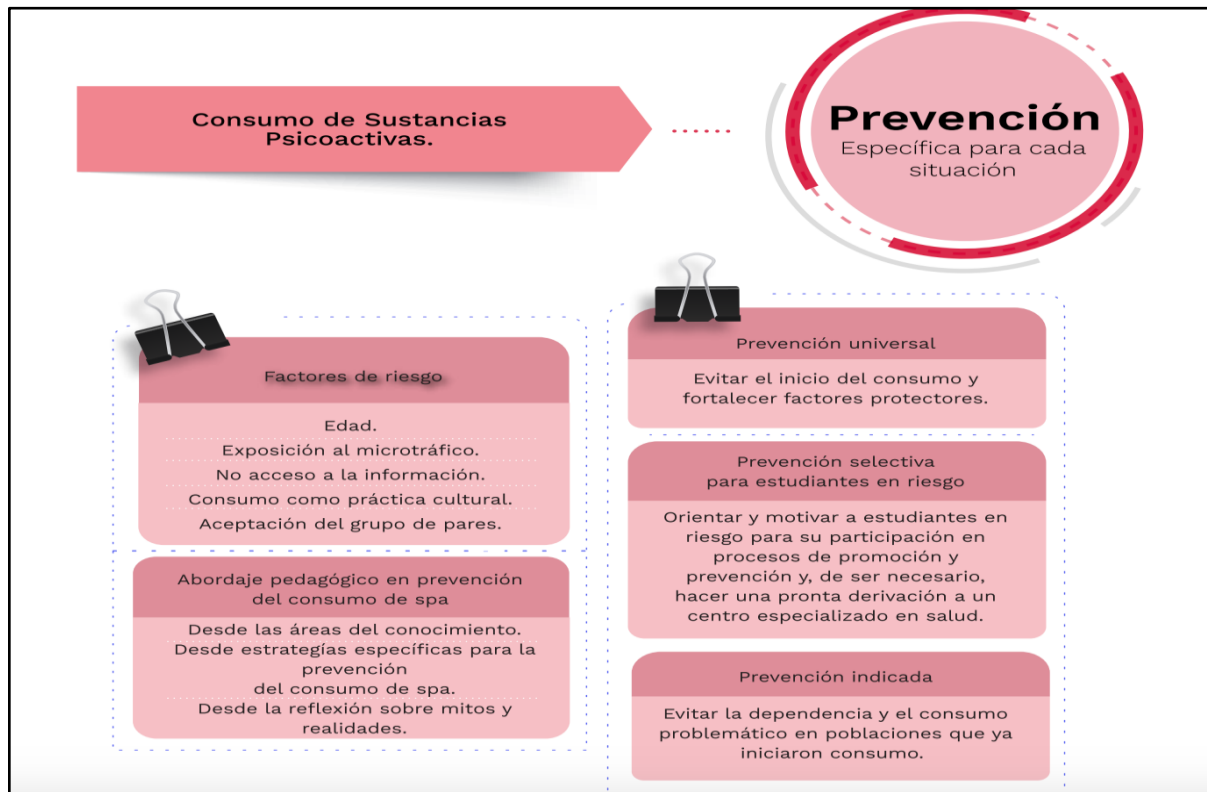 Consumo de Sustancias
Psicoactivas.
Prevención
Específica para cada
situación
Factores de riesgo
Edad.
Exposición al microtráfico.
No acceso a la información.
Consumo como práctica cultural.
Aceptación del grupo de pares.
Abordaje pedagógico en prevención
del consumo de spa
Desde las áreas del conocimiento.
Desde estrategías específicas para la
prevención
del consumo de spa.
Desde la reflexión sobre mitos y
realidades.
Prevención universal
Evitar el inicio del consumo y
fortalecer factores protectores.
Prevención selectiva
para estudiantes en riesgo
Orientar y motivar a estudiantes en
riesgo para su participación en
procesos de promoción y
prevención y, de ser necesario,
hacer una pronta derivación a un
centro especializado en salud.
Prevención indicada
Evitar la dependencia y el consumo
problemático en poblaciones que ya
iniciaron consumo.